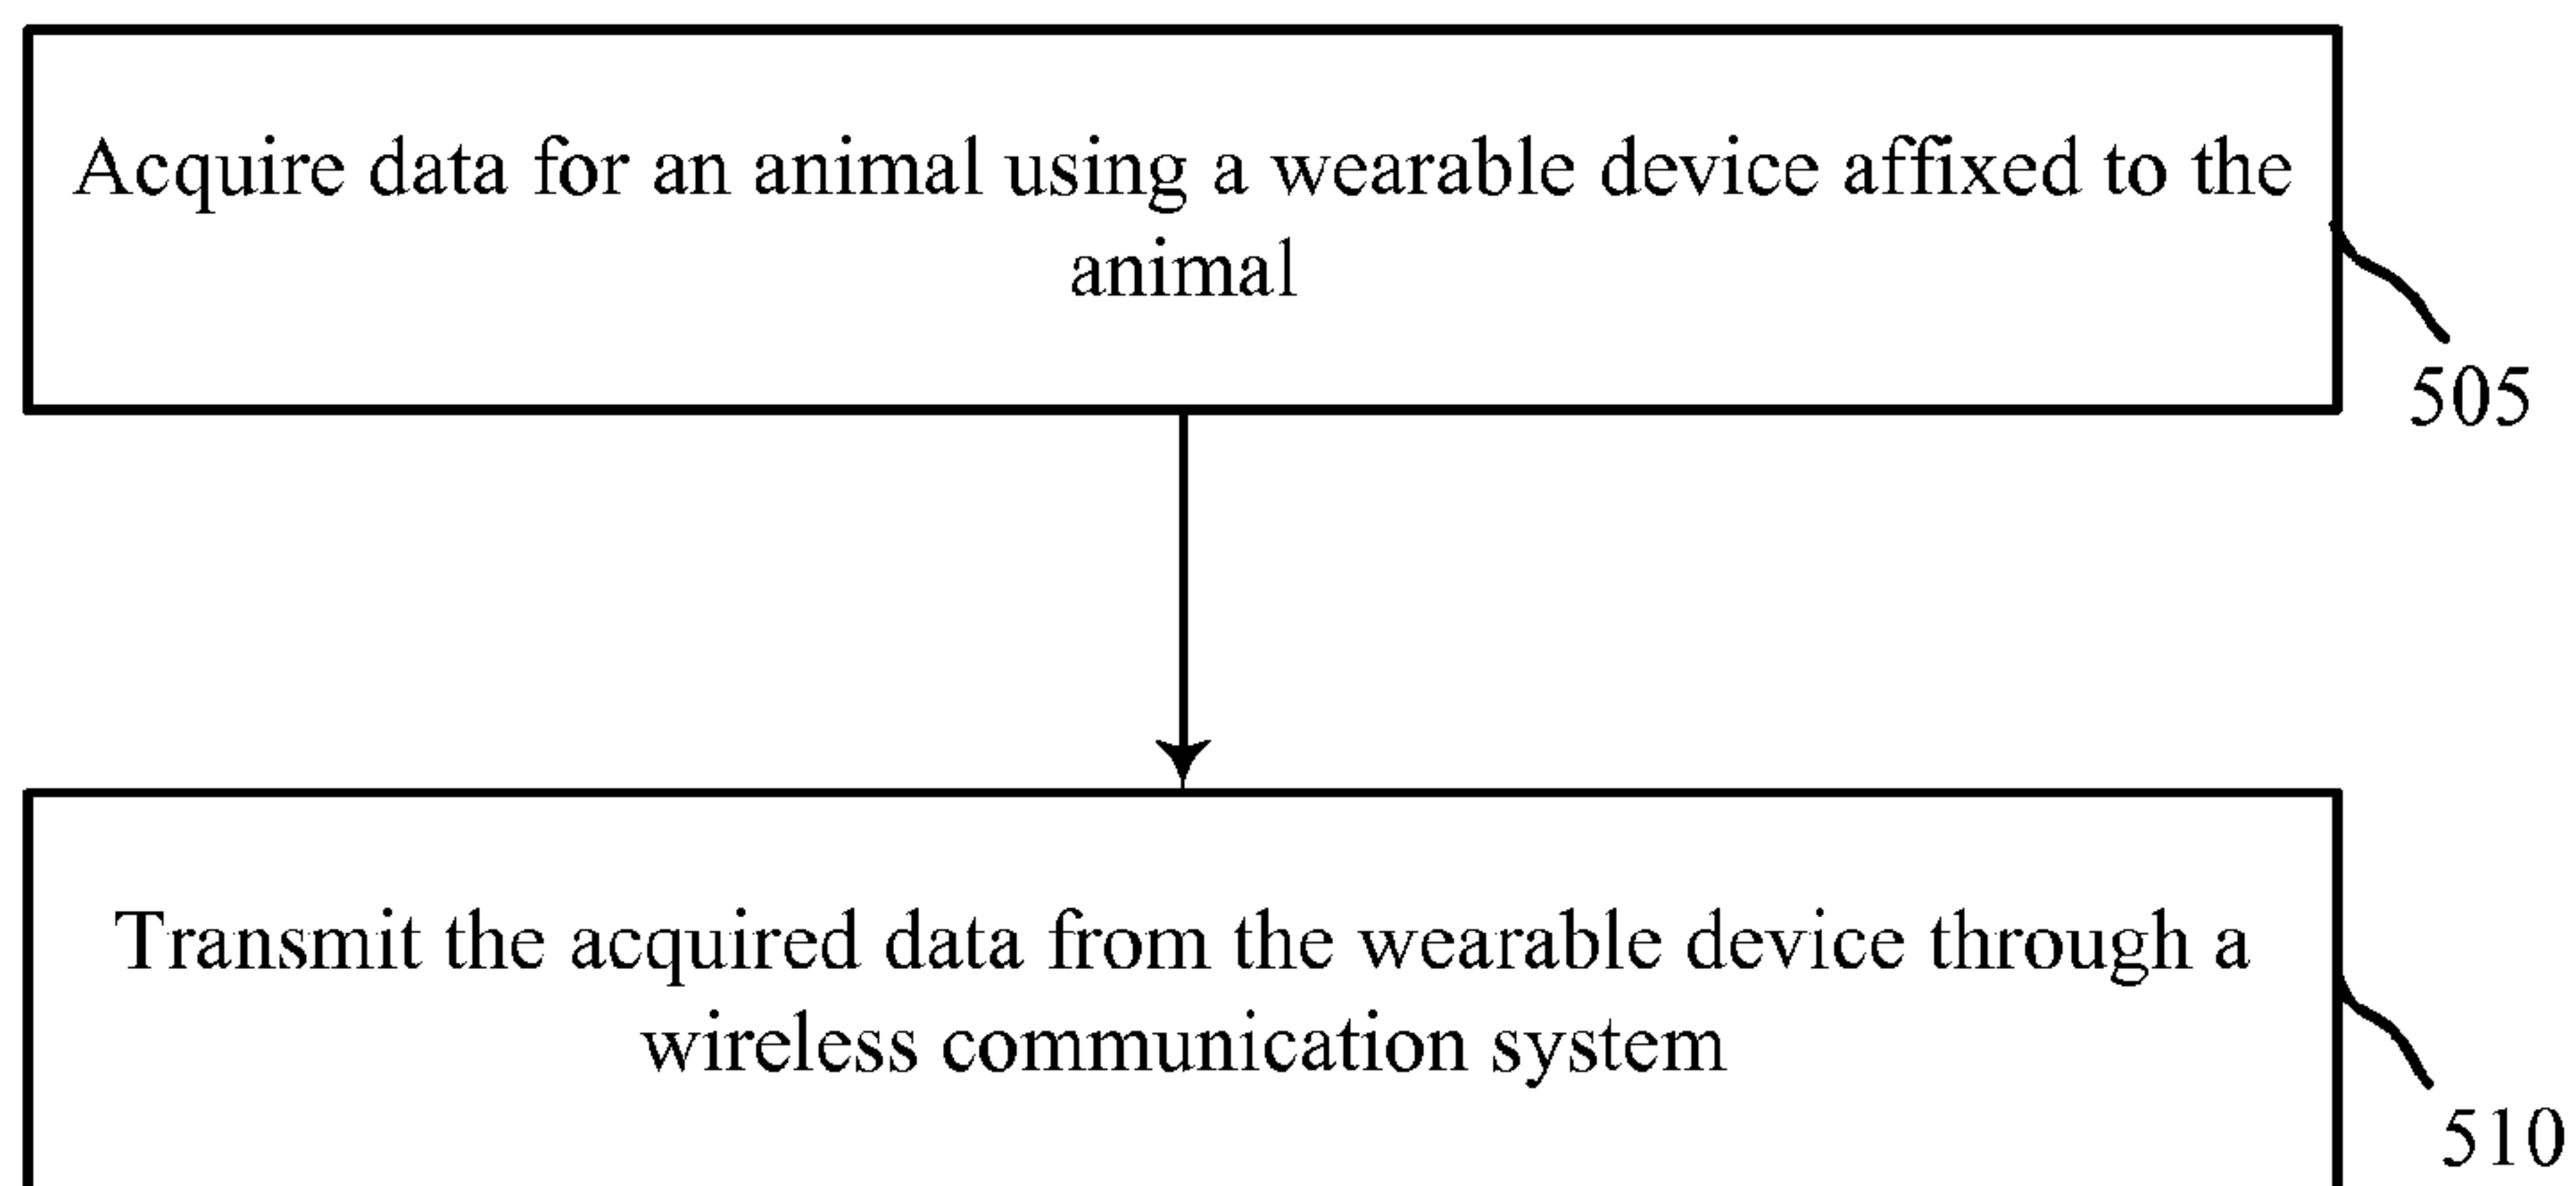 Acquire data for an animal using a wearable device affixed to the
animal
505
Transmit the acquired data from the wearable device through a
wireless communication system
510